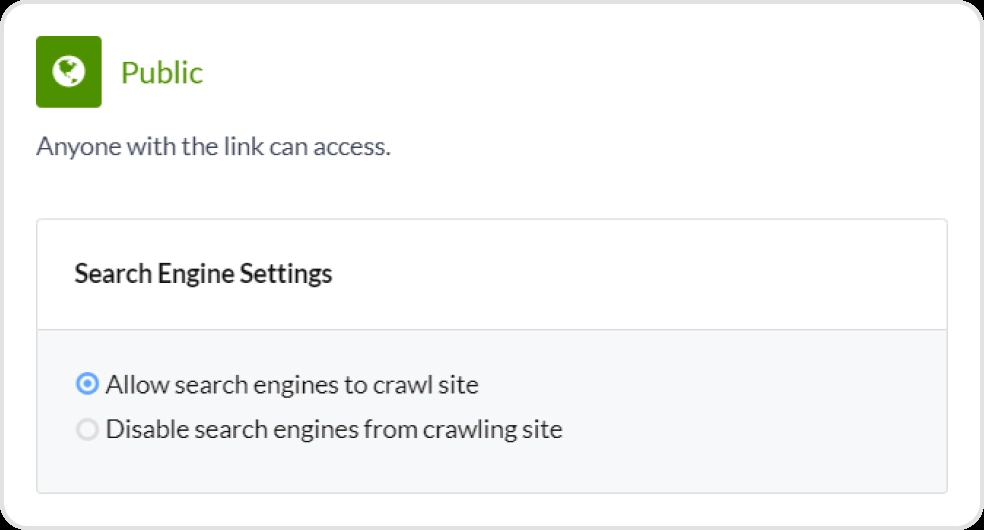 Public
Anyone with the link can access.
Search Engine Settings
Allow search engines to crawl site
Disable search engines from crawling site